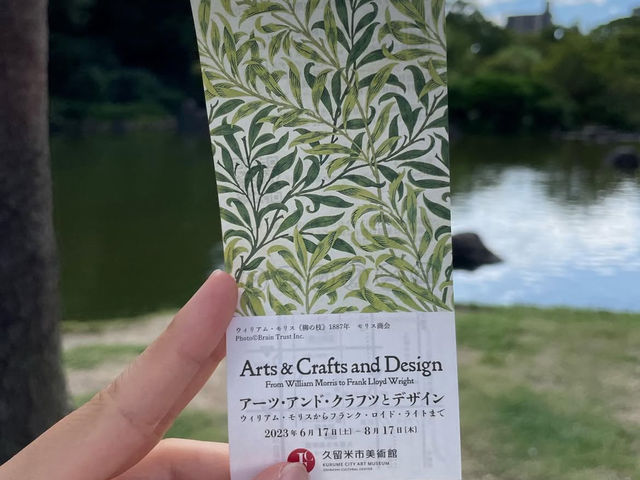 ウィリアム・モリス《柳の枝》1887年　モリス商会
Photo©Brain Trust Inc.
Arts & Crafts and Design
From William Morris to Frank Lloyd Wright
アーツ・アンド・クラフツとデザイン
ウィリアム・モリスからフランク・ロイド・ライトまで
2023年6月17日[土]－8月17日[木]
久留米市美術館
KURUME CITY ART MUSEUM
ISHIBASHI CULTURAL CENTER